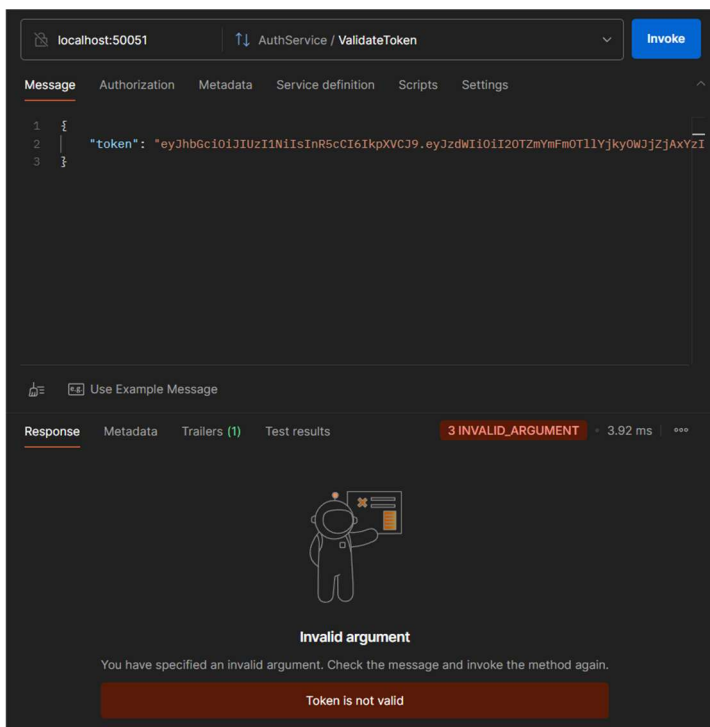 localhost:50051 AuthService / ValidateToken Invoke
Message Authorization Metadata Service definition Scripts Settings
1 {
2 "token": "eyJhbGciOiJIUzI1NiIsInR5cCI6IkpXVCJ9.eyJzdWIiOiI2OTZmYmFmOTllYjkyOWJjZjAxYzI
3 }
e.g. Use Example Message
Response Metadata Trailers (1) Test results 3 INVALID_ARGUMENT 3.92 ms
Invalid argument
You have specified an invalid argument. Check the message and invoke the method again.
Token is not valid